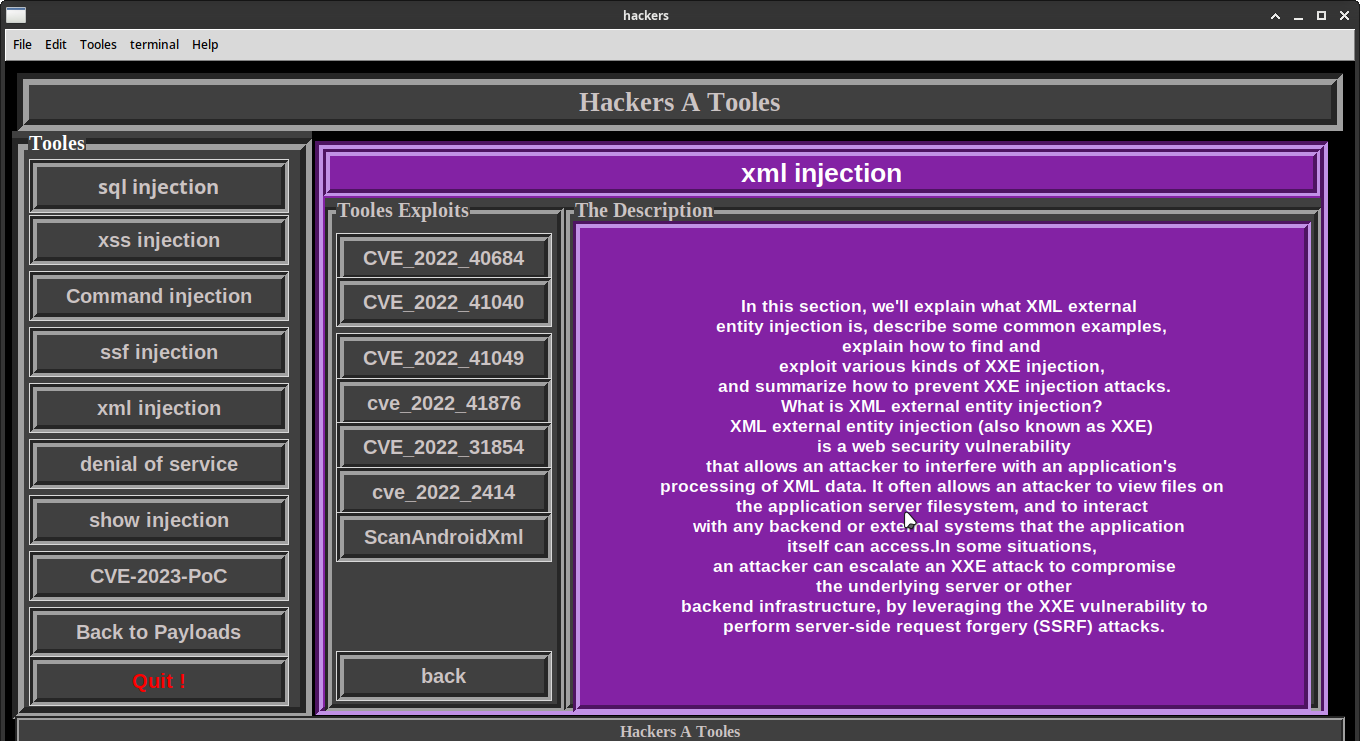 hackers
File Edit Tooles terminal Help
Hackers A Tooles
Tooles
sql injection
xss injection
Command injection
ssf injection
xml injection
denial of service
show injection
CVE-2023-PoC
Back to Payloads
Quit !
xml injection
Tooles Exploits
CVE_2022_40684
CVE_2022_41040
CVE_2022_41049
cve_2022_41876
CVE_2022_31854
cve_2022_2414
ScanAndroidXml
back
The Description
In this section, we'll explain what XML external
entity injection is, describe some common examples,
explain how to find and
exploit various kinds of XXE injection,
and summarize how to prevent XXE injection attacks.
What is XML external entity injection?
XML external entity injection (also known as XXE)
is a web security vulnerability
that allows an attacker to interfere with an application's
processing of XML data. It often allows an attacker to view files on
the application server filesystem, and to interact
with any backend or external systems that the application
itself can access.In some situations,
an attacker can escalate an XXE attack to compromise
the underlying server or other
backend infrastructure, by leveraging the XXE vulnerability to
perform server-side request forgery (SSRF) attacks.
Hackers A Tooles